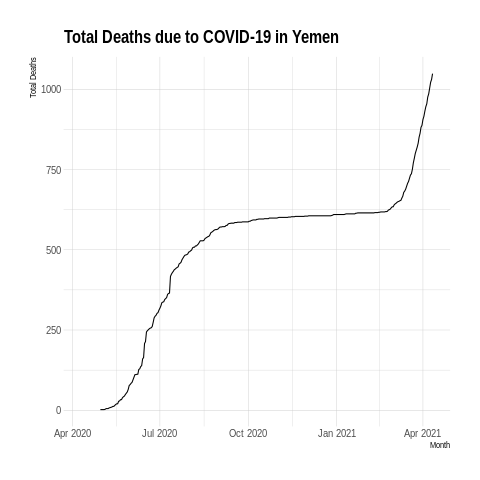 Total Deaths due to COVID-19 in Yemen
Total Deaths
1000
750
500
250
0
Apr 2020
Jul 2020
Oct 2020
Jan 2021
Apr 2021
Month